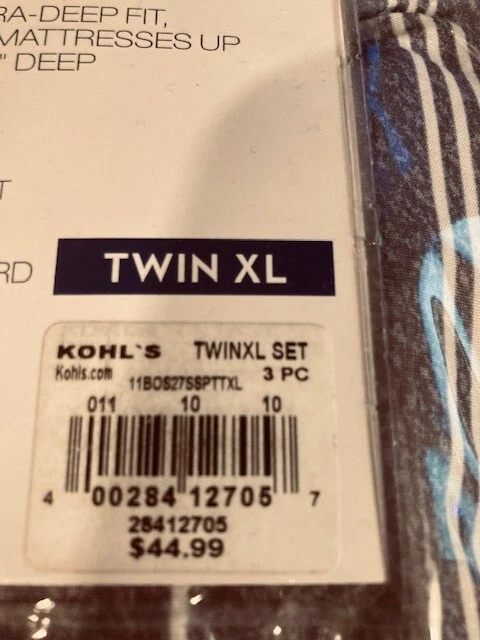 RA-DEEP FIT,
MATTRESSES UP
" DEEP
T
RD
TWIN XL
KOHL'S TWINXL SET
Kohls.com 3 PC
11BOS27SSPTTXL
011 10 10
4 00284 12705 7
28412705
$44.99